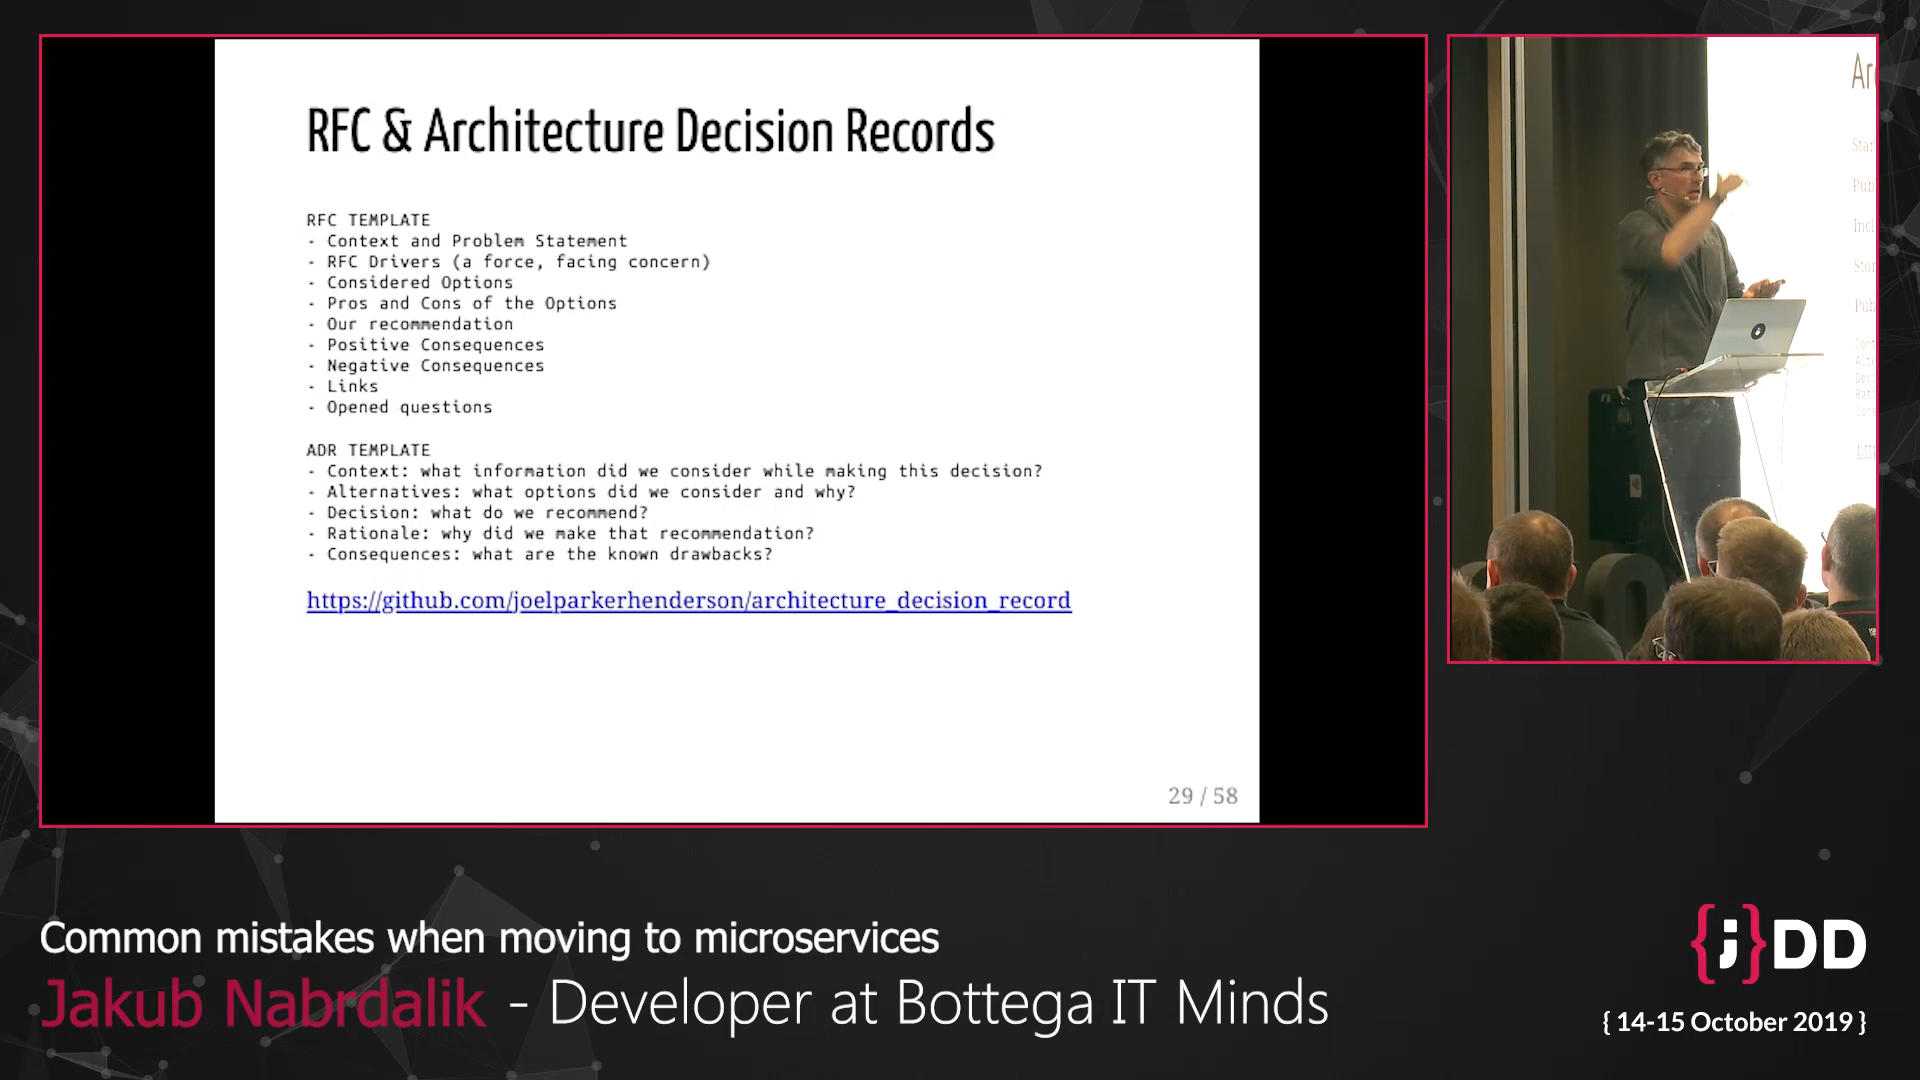 RFC & Architecture Decision Records
RFC TEMPLATE
- Context and Problem Statement
- RFC Drivers (a force, facing concern)
- Considered Options
- Pros and Cons of the Options
- Our recommendation
- Positive Consequences
- Negative Consequences
- Links
- Opened questions
ADR TEMPLATE
- Context: what information did we consider while making this decision?
- Alternatives: what options did we consider and why?
- Decision: what do we recommend?
- Rationale: why did we make that recommendation?
- Consequences: what are the known drawbacks?
https://github.com/joelparkerhenderson/architecture_decision_record
29 / 58
Common mistakes when moving to microservices
Jakub Nabrdalik - Developer at Bottega IT Minds
{;}DD
{ 14-15 October 2019 }